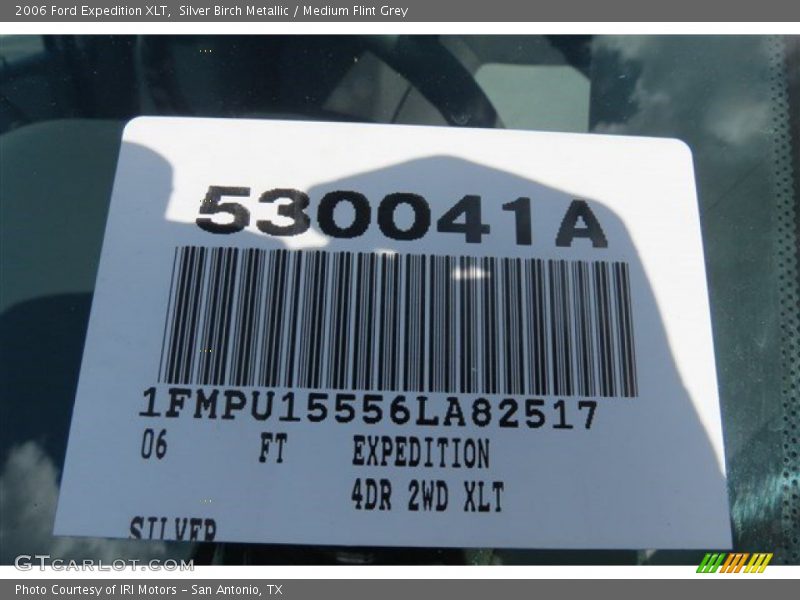 2006 Ford Expedition XLT,  Silver Birch Metallic / Medium Flint Grey
530041A
1FMPU15556LA82517
06 FT EXPEDITION
4DR 2WD XLT
SILVER
GTCarLot.com
Photo Courtesy of IRI Motors – San Antonio, TX